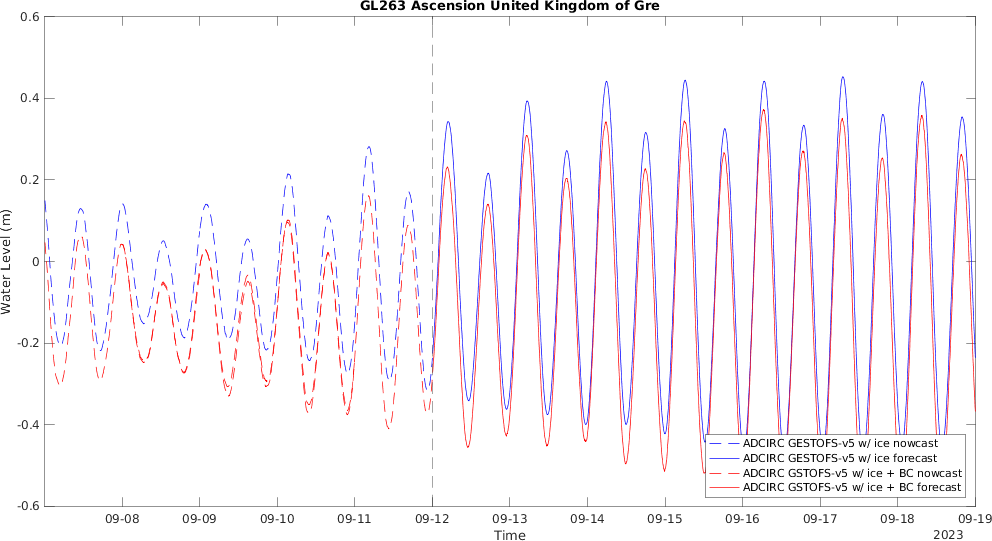 GL263 Ascension United Kingdom of Gre
Water Level (m)
0.6
0.4
0.2
0
-0.2
-0.4
-0.6
ADCIRC GESTOFS-v5 w/ ice nowcast
ADCIRC GESTOFS-v5 w/ ice forecast
ADCIRC GSTOFS-v5 w/ ice + BC nowcast
ADCIRC GSTOFS-v5 w/ ice + BC forecast
09-08 09-09 09-10 09-11 09-12 09-13 09-14 09-15 09-16 09-17 09-18 09-19
Time
2023